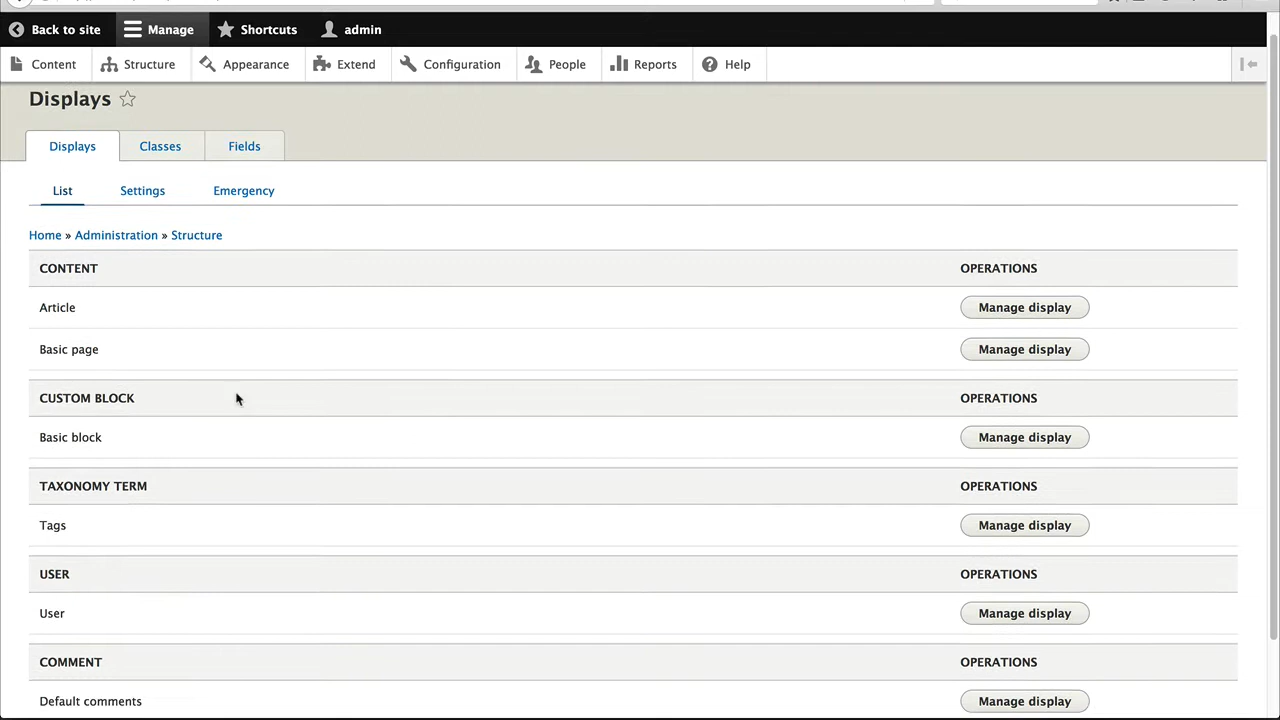 Back to site Manage Shortcuts admin
Content Structure Appearance Extend Configuration People Reports Help
Displays
Displays Classes Fields
List Settings Emergency
Home » Administration » Structure
CONTENT OPERATIONS
Article Manage display
Basic page Manage display
CUSTOM BLOCK OPERATIONS
Basic block Manage display
TAXONOMY TERM OPERATIONS
Tags Manage display
USER OPERATIONS
User Manage display
COMMENT OPERATIONS
Default comments Manage display